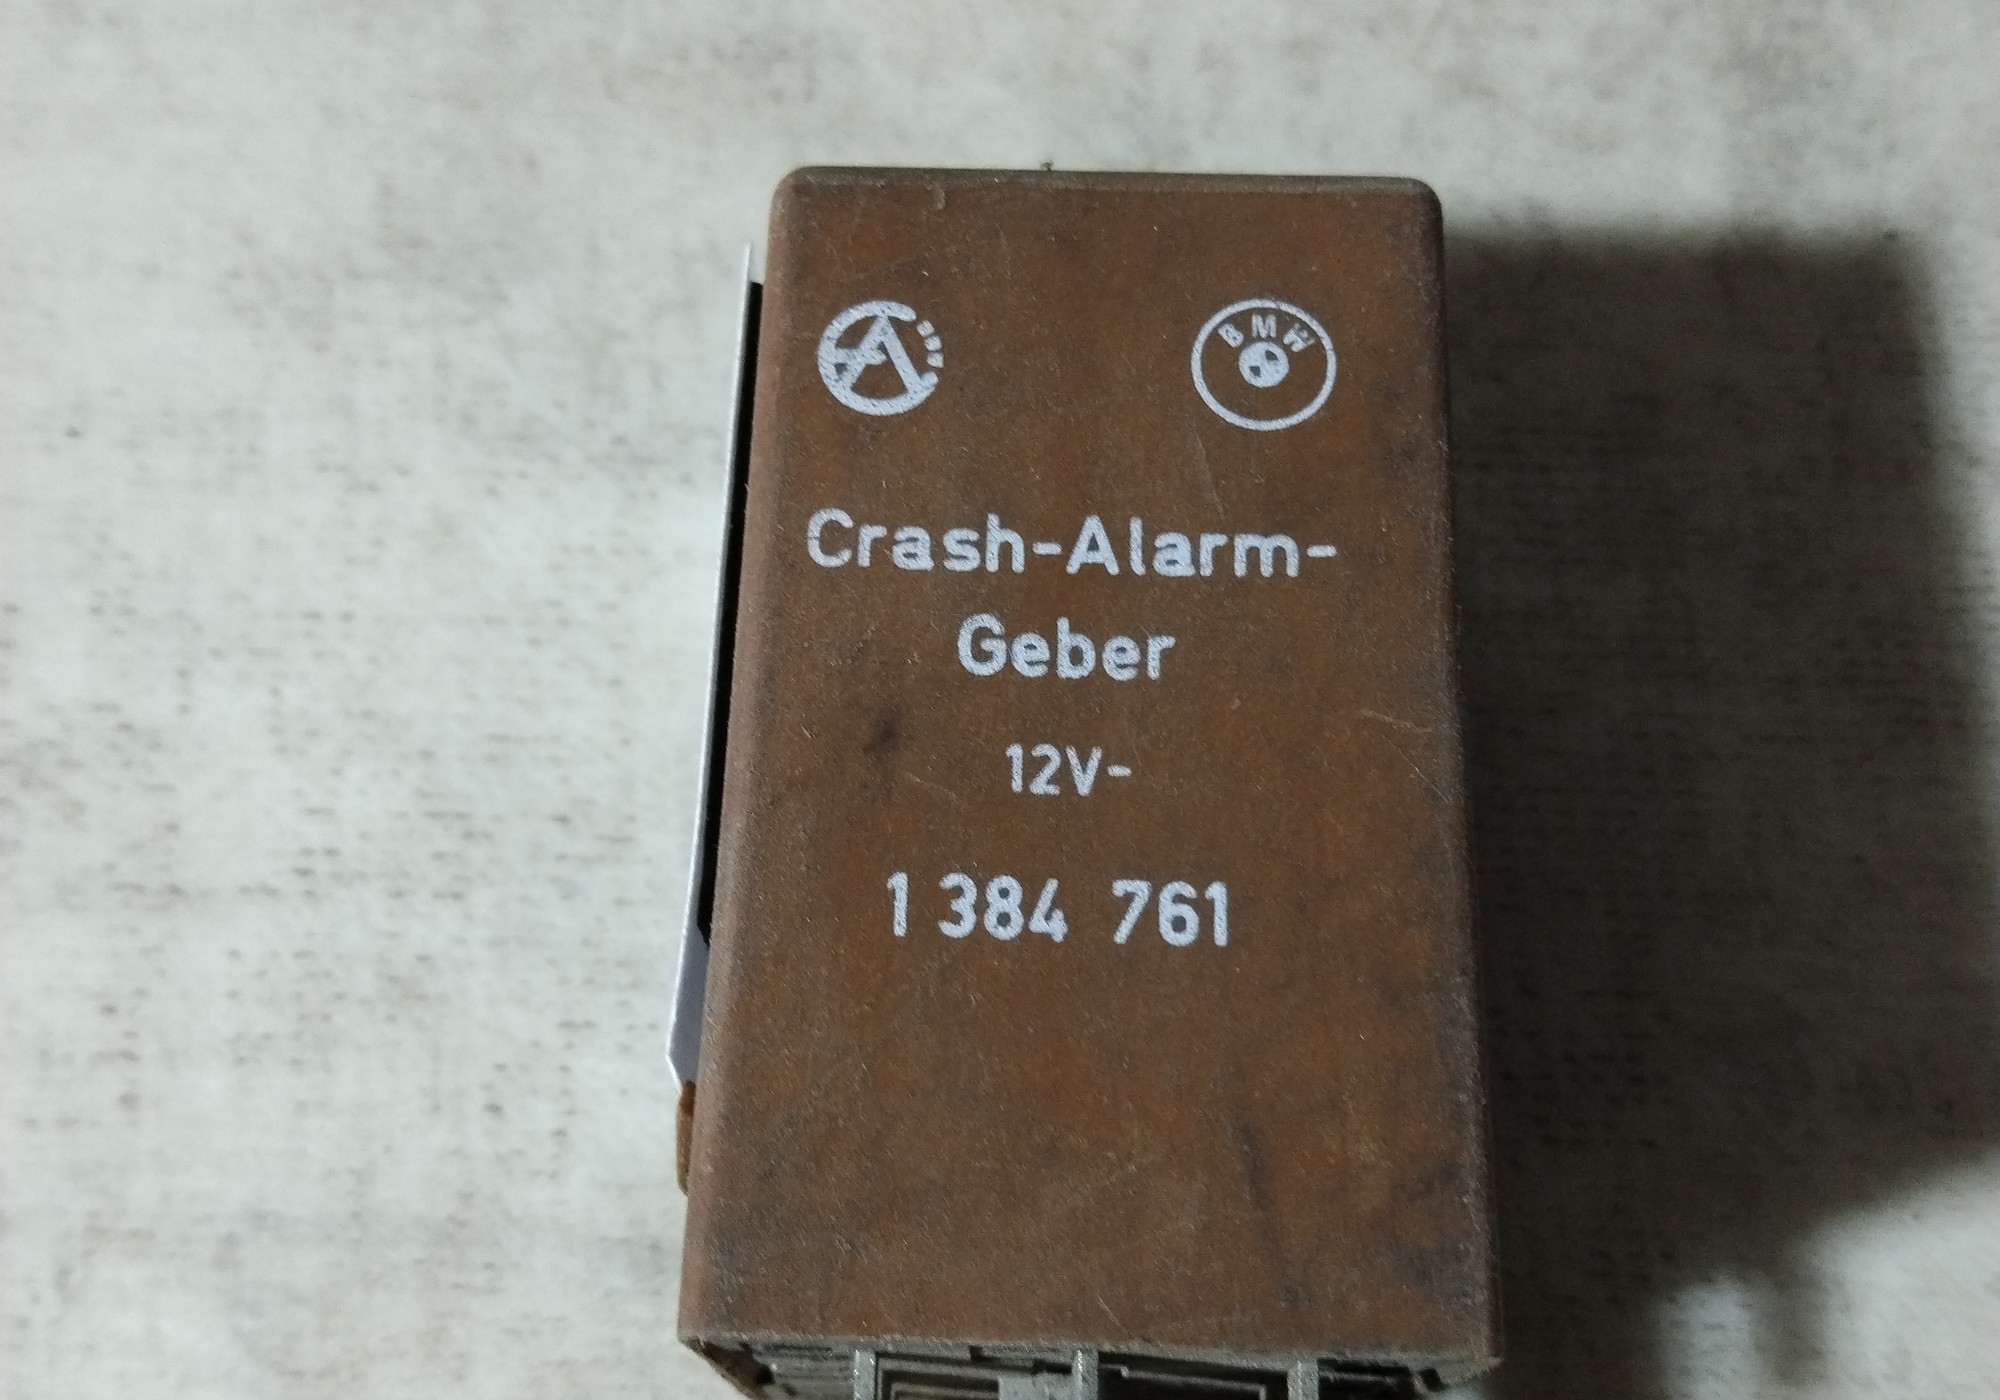 BMW
Crash-Alarm-
Geber
12V-
1 384 761